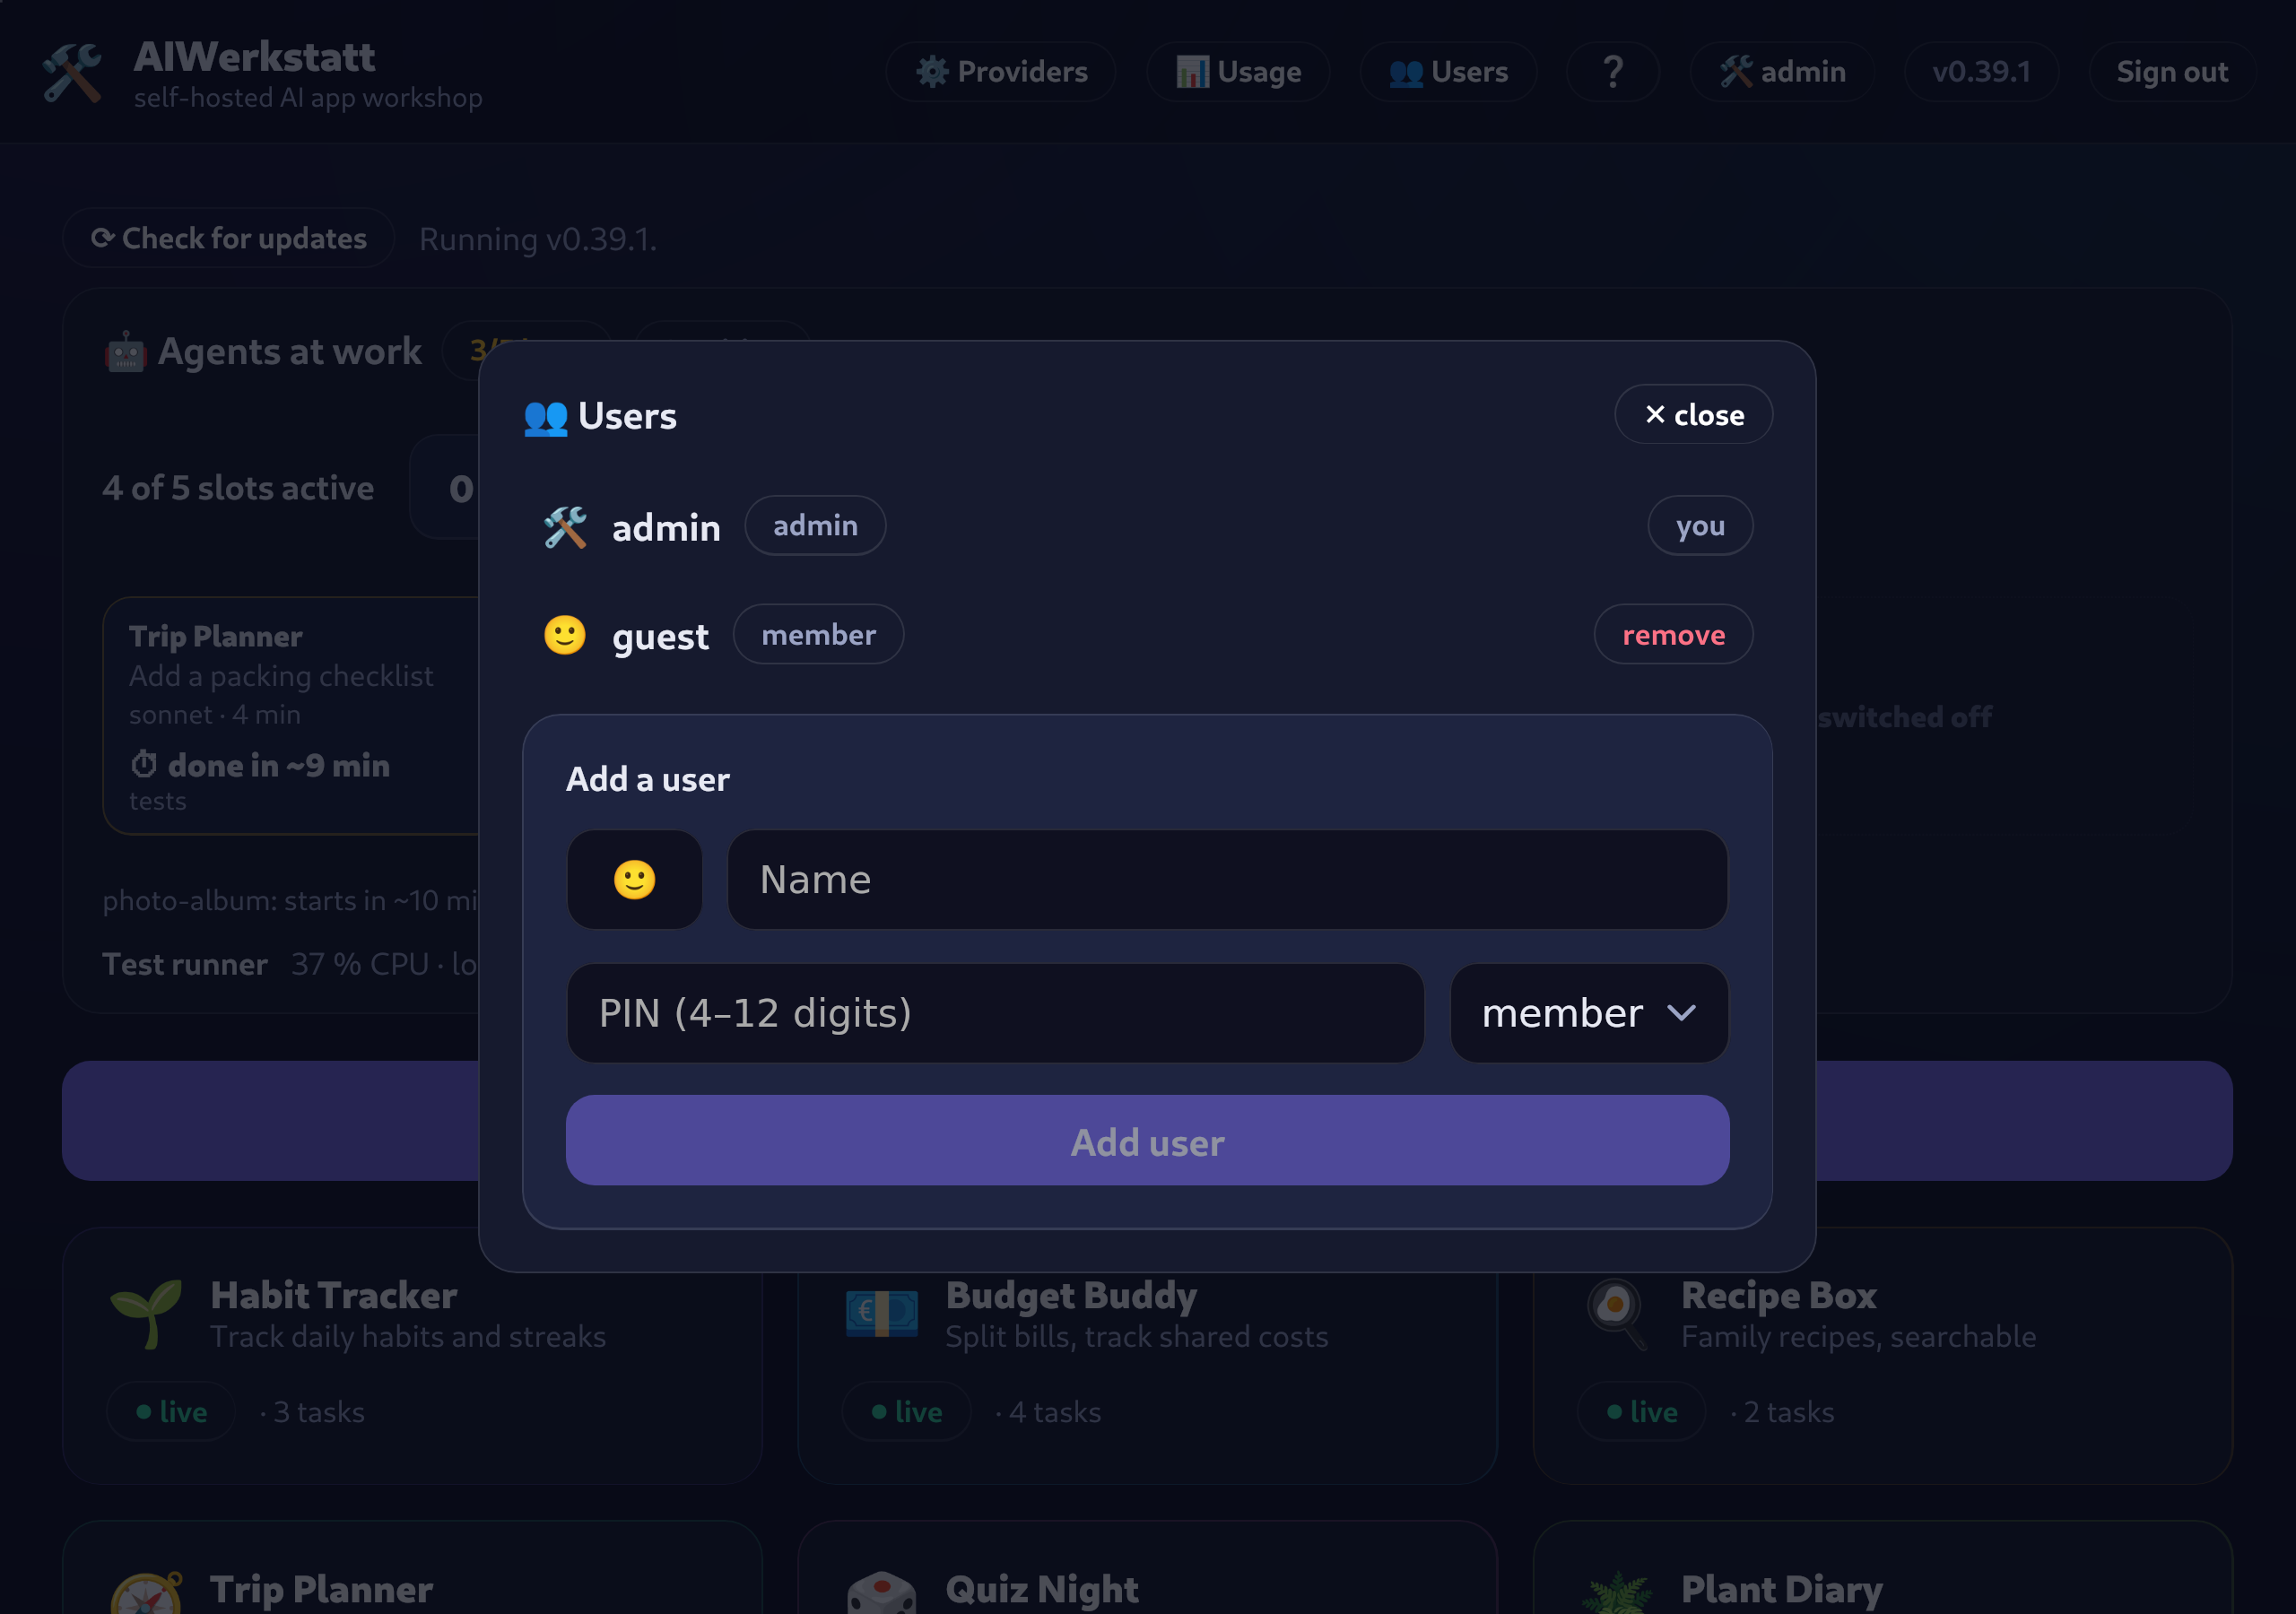 AIWerkstatt
self-hosted AI app workshop
Providers
Usage
Users
?
admin
v0.39.1
Sign out
Check for updates
Running v0.39.1.
Agents at work
4 of 5 slots active
0
Trip Planner
Add a packing checklist
sonnet · 4 min
done in ~9 min
tests
switched off
photo-album: starts in ~10 mi
Test runner 37 % CPU · lo
Users
✕ close
admin
admin
you
guest
member
remove
Add a user
Name
PIN (4–12 digits)
member
Add user
Habit Tracker
Track daily habits and streaks
live
· 3 tasks
Budget Buddy
Split bills, track shared costs
live
· 4 tasks
Recipe Box
Family recipes, searchable
live
· 2 tasks
Trip Planner
Quiz Night
Plant Diary